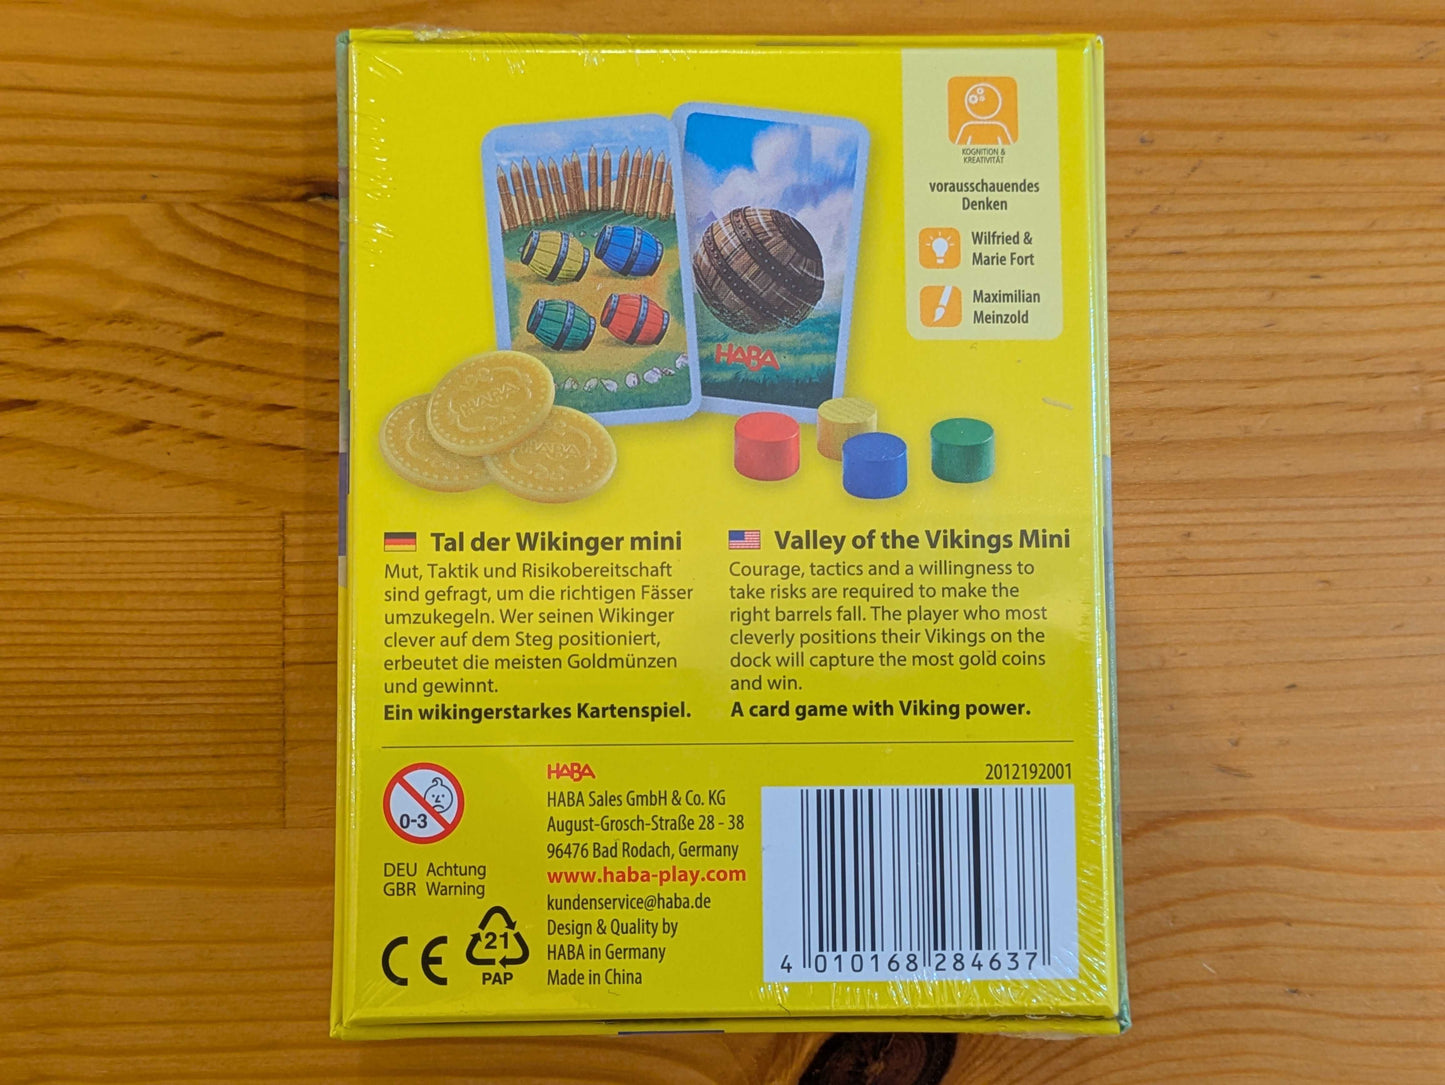 KOGNITION &
KREATIVITÄT
vorausschauendes
Denken
Wilfried &
Marie Fort
Maximilian
Meinzold
HABA
HABA
HABA
Tal der Wikinger mini
Mut, Taktik und Risikobereitschaft
sind gefragt, um die richtigen Fässer
umzukegeln. Wer seinen Wikinger
clever auf dem Steg positioniert,
erbeutet die meisten Goldmünzen
und gewinnt.
Ein wikingerstarkes Kartenspiel.
Valley of the Vikings Mini
Courage, tactics and a willingness to
take risks are required to make the
right barrels fall. The player who most
cleverly positions their Vikings on the
dock will capture the most gold coins
and win.
A card game with Viking power.
0-3
DEU Achtung
GBR Warning
CE
21
PAP
HABA
HABA Sales GmbH & Co. KG
August-Grosch-Straße 28 - 38
96476 Bad Rodach, Germany
www.haba-play.com
kundenservice@haba.de
Design & Quality by
HABA in Germany
Made in China
2012192001
4 010168 284637